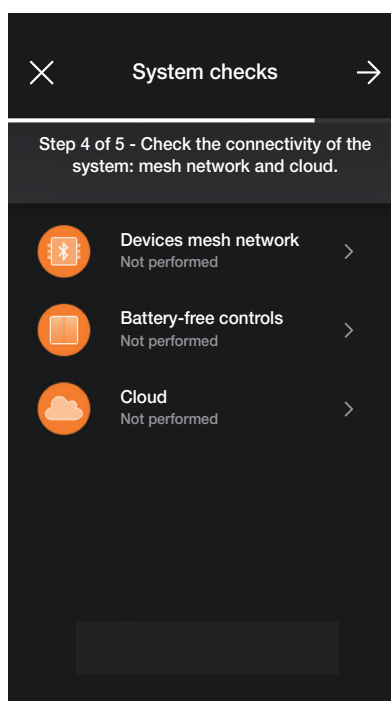 System checks
Step 4 of 5 - Check the connectivity of the
system: mesh network and cloud.
Devices mesh network
Not performed
Battery-free controls
Not performed
Cloud
Not performed